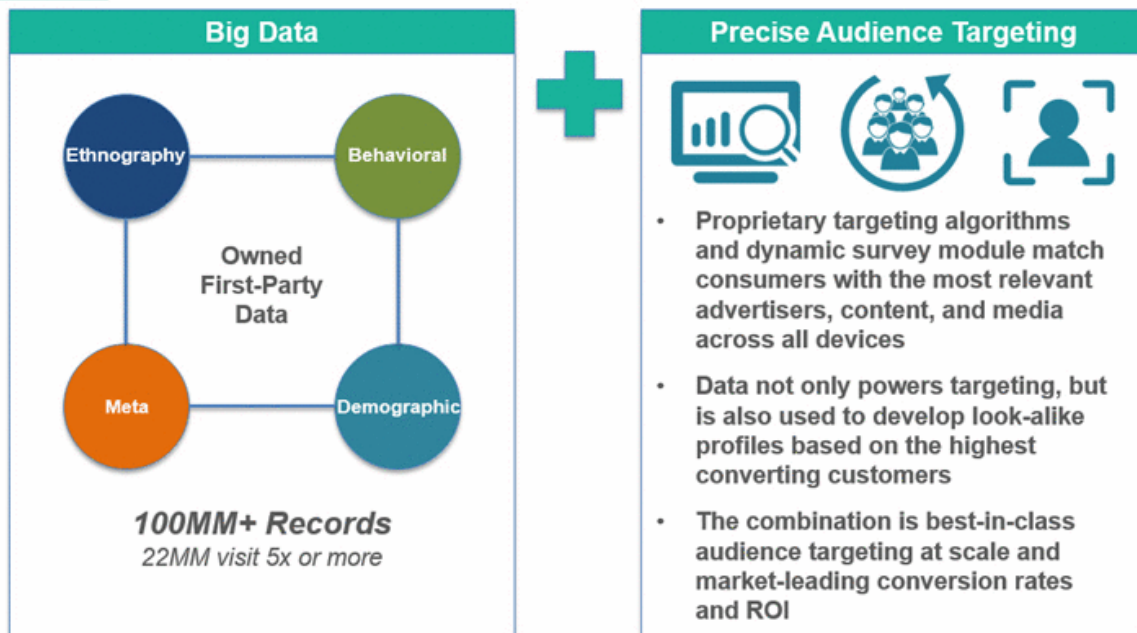 Big Data
Ethnography
Behavioral
Owned
First-Party
Data
Meta
Demographic
100MM+ Records
22MM visit 5x or more
Precise Audience Targeting
• Proprietary targeting algorithms
and dynamic survey module match
consumers with the most relevant
advertisers, content, and media
across all devices
• Data not only powers targeting, but
is also used to develop look-alike
profiles based on the highest
converting customers
• The combination is best-in-class
audience targeting at scale and
market-leading conversion rates
and ROI